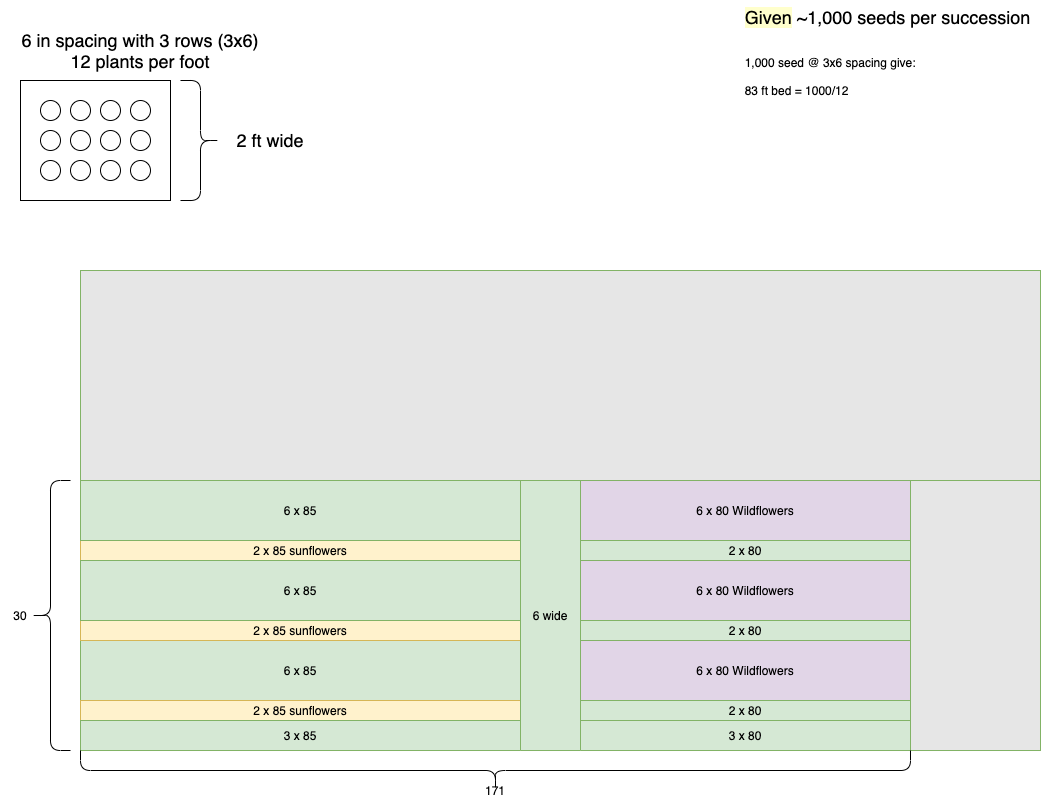 Given ~1,000 seeds per succession
6 in spacing with 3 rows (3x6)
12 plants per foot
1,000 seed @ 3x6 spacing give:
83 ft bed = 1000/12
2 ft wide
6 x 85
6 x 80 Wildflowers
2 x 85 sunflowers
2 x 80
6 x 85
6 x 80 Wildflowers
30
6 wide
2 x 85 sunflowers
2 x 80
6 x 85
6 x 80 Wildflowers
2 x 85 sunflowers
2 x 80
3 x 85
3 x 80
171